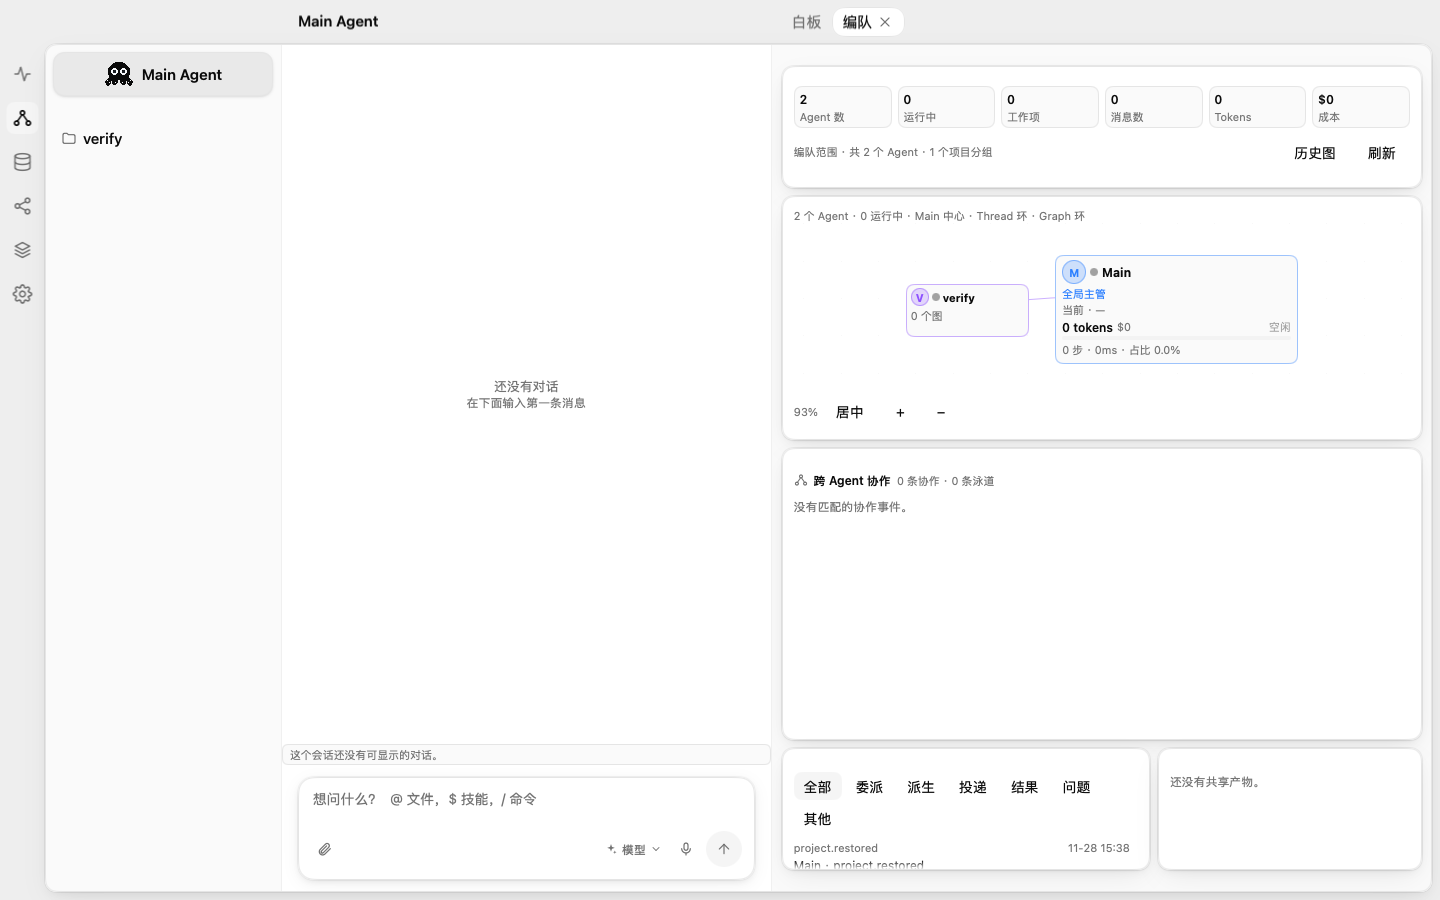 Main Agent
白板
编队
Main Agent
verify
还没有对话
在下面输入第一条消息
这个会话还没有可显示的对话。
想问什么? @ 文件, $ 技能, / 命令
模型
2
Agent 数
0
运行中
0
工作项
0
消息数
0
Tokens
$0
成本
编队范围 · 共 2 个 Agent · 1 个项目分组
历史图
刷新
2 个 Agent · 0 运行中 · Main 中心 · Thread 环 · Graph 环
V verify
0 个图
M Main
全局主管
当前 · —
0 tokens $0 空闲
0 步 · 0ms · 占比 0.0%
93% 居中 + −
跨 Agent 协作 0 条协作 · 0 条泳道
没有匹配的协作事件。
全部 委派 派生 投递 结果 问题
其他
project.restored 11-28 15:38
Main · project.restored
还没有共享产物。